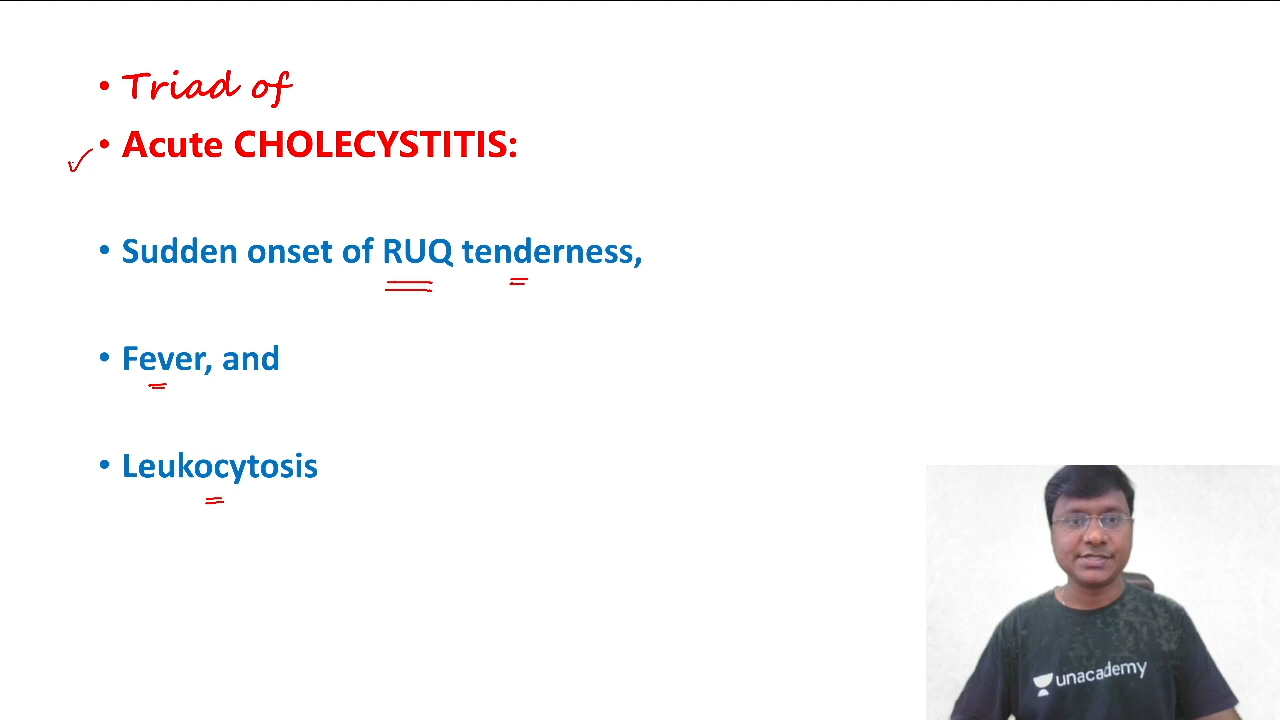 • Triad of
• Acute CHOLECYSTITIS:
• Sudden onset of RUQ tenderness,
• Fever, and
• Leukocytosis
unacademy